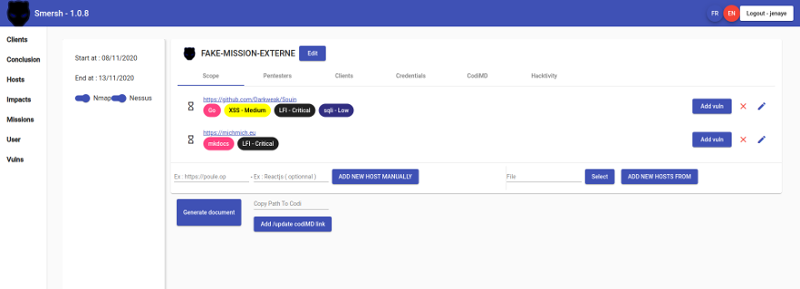 Smersh - 1.0.8
FR
EN
Logout - jenaye
Clients
Conclusion
Hosts
Impacts
Missions
User
Vulns
Start at : 08/11/2020
End at : 13/11/2020
Nmap
Nessus
FAKE-MISSION-EXTERNE
Edit
Scope
Pentesters
Clients
Credentials
CodiMD
Hacktivity
https://github.com/Darkweak/Souin
Go
XSS - Medium
LFI - Critical
sqli - Low
Add vuln
https://michmich.eu
mkdocs
LFI - Critical
Add vuln
Ex : https://poule.op
- Ex : Reactjs ( optionnal )
ADD NEW HOST MANUALLY
File
Select
ADD NEW HOSTS FROM
Generate document
Copy Path To Codi
Add /update codiMD link